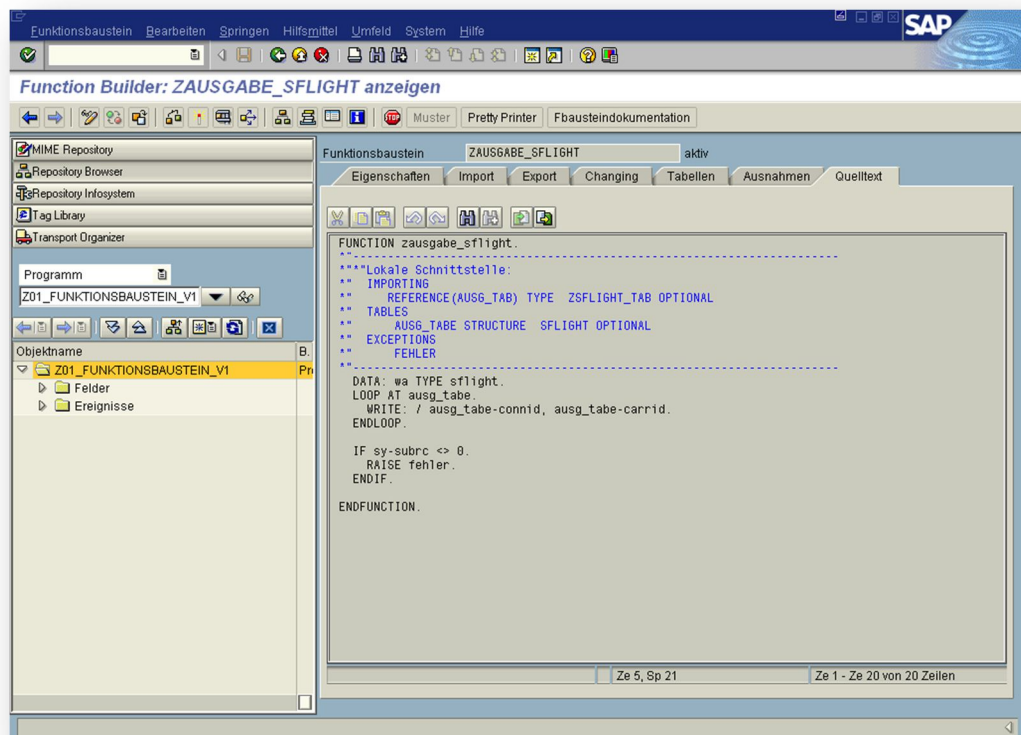 Funktionsbaustein Bearbeiten Springen Hilfsmittel Umfeld System Hilfe
SAP
Function Builder: ZAUSGABE_SFLIGHT anzeigen
Muster Pretty Printer Fbausteindokumentation
MIME Repository
Repository Browser
Repository Infosystem
Tag Library
Transport Organizer
Programm
Z01_FUNKTIONSBAUSTEIN_V1
Objektname B.
Z01_FUNKTIONSBAUSTEIN_V1 Pr
Felder
Ereignisse
Funktionsbaustein ZAUSGABE_SFLIGHT aktiv
Eigenschaften Import Export Changing Tabellen Ausnahmen Quelltext
FUNCTION zausgabe_sflight.
*"----------------------------------------------------------------------
*"*"Lokale Schnittstelle:
*"  IMPORTING
*"     REFERENCE(AUSG_TAB) TYPE  ZSFLIGHT_TAB OPTIONAL
*"  TABLES
*"      AUSG_TABE STRUCTURE  SFLIGHT OPTIONAL
*"  EXCEPTIONS
*"      FEHLER
*"----------------------------------------------------------------------
DATA: wa TYPE sflight.
LOOP AT ausg_tabe.
WRITE: / ausg_tabe-connid, ausg_tabe-carrid.
ENDLOOP.
IF sy-subrc <> 0.
RAISE fehler.
ENDIF.
ENDFUNCTION.
Ze 5, Sp 21 Ze 1 - Ze 20 von 20 Zeilen